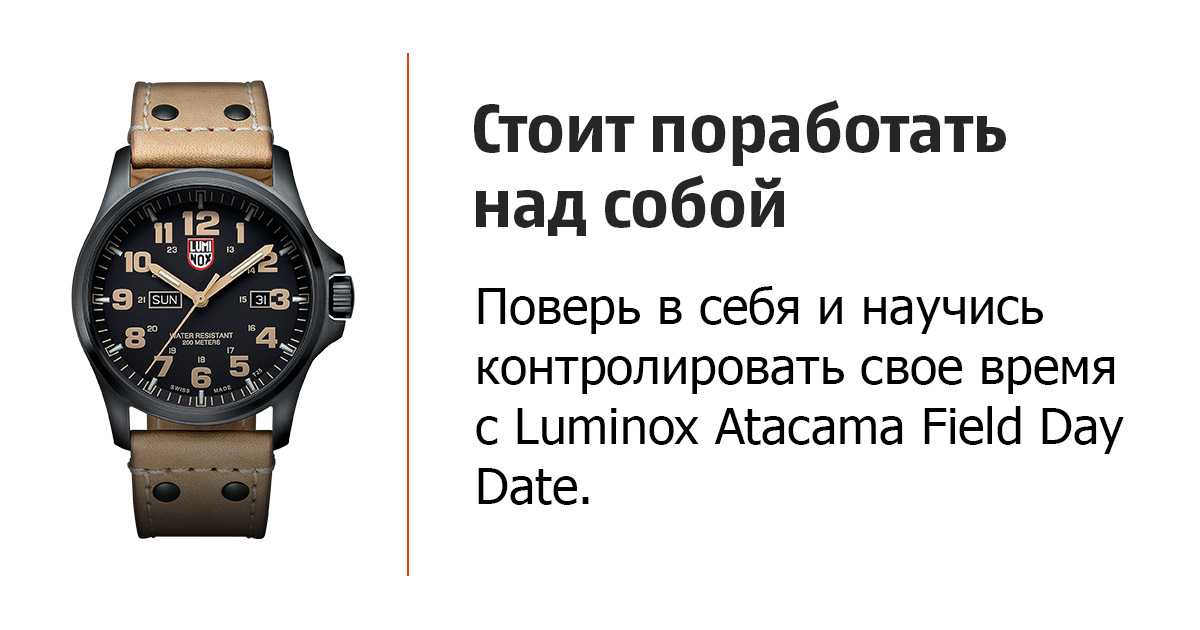 12
11
1
23
13
LUMI
NOX
10
14
2
9
21
SUN
15
31
3
20
16
8
4
WATER RESISTANT
200 METERS
19
18
17
7
5
6
SWISS
MADE
T25
Стоит поработать
над собой
Поверь в себя и научись
контролировать свое время
с Luminox Atacama Field Day
Date.